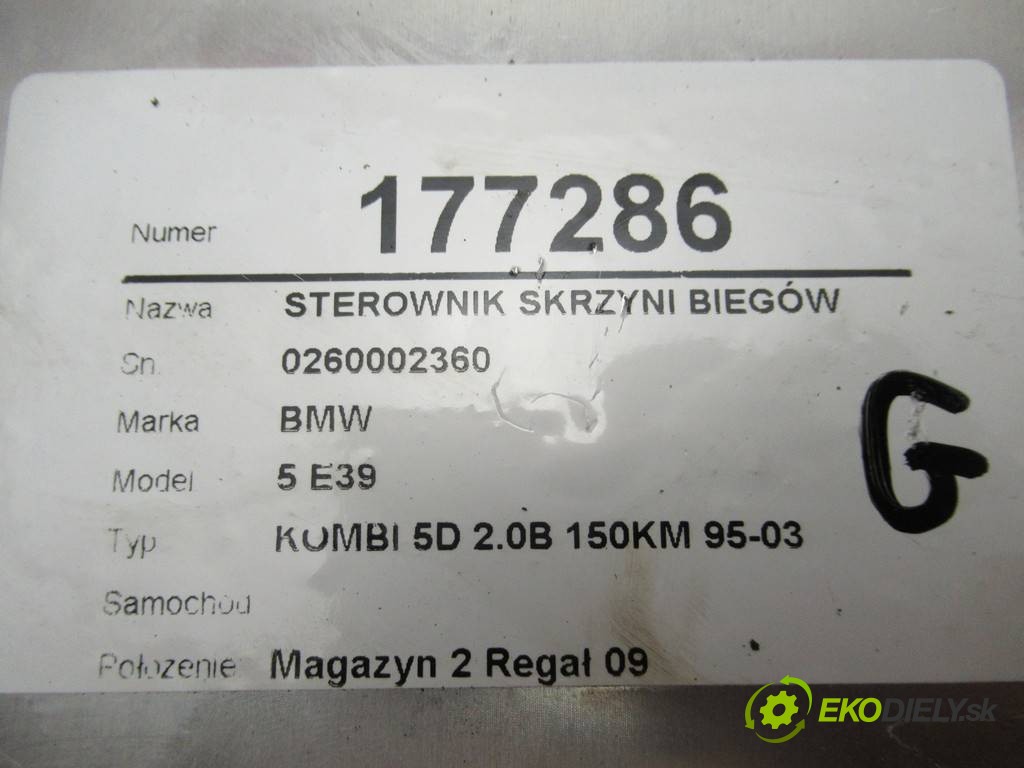 Numer 177286
Nazwa STEROWNIK SKRZYNI BIEGÓW
Sn. 0260002360
Marka BMW
Model 5 E39
Typ KOMBI 5D 2.0B 150KM 95-03
Samochód
Położenie Magazyn 2 Regał 09
G
EKODIELY.sk